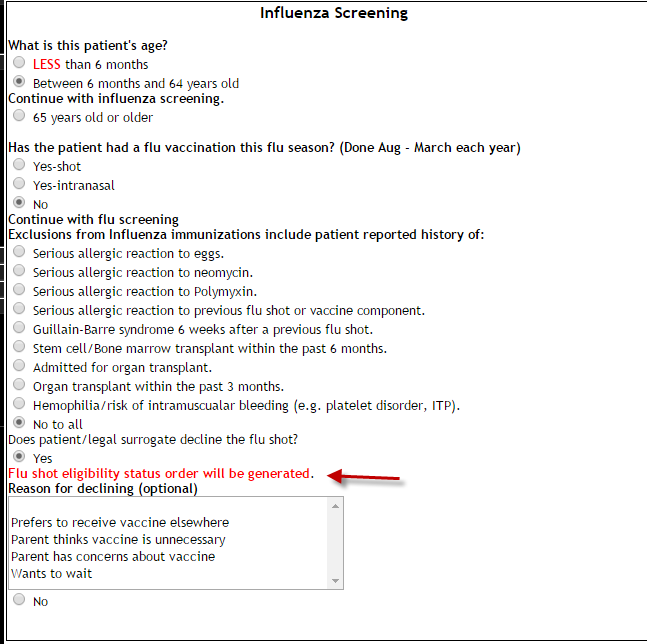 Influenza Screening
What is this patient's age?
LESS than 6 months
Between 6 months and 64 years old
Continue with influenza screening.
65 years old or older
Has the patient had a flu vaccination this flu season? (Done Aug - March each year)
Yes-shot
Yes-intranasal
No
Continue with flu screening
Exclusions from Influenza immunizations include patient reported history of:
Serious allergic reaction to eggs.
Serious allergic reaction to neomycin.
Serious allergic reaction to Polymyxin.
Serious allergic reaction to previous flu shot or vaccine component.
Guillain-Barre syndrome 6 weeks after a previous flu shot.
Stem cell/Bone marrow transplant within the past 6 months.
Admitted for organ transplant.
Organ transplant within the past 3 months.
Hemophilia/risk of intramuscualar bleeding (e.g. platelet disorder, ITP).
No to all
Does patient/legal surrogate decline the flu shot?
Yes
Flu shot eligibility status order will be generated.
Reason for declining (optional)
Prefers to receive vaccine elsewhere
Parent thinks vaccine is unnecessary
Parent has concerns about vaccine
Wants to wait
No